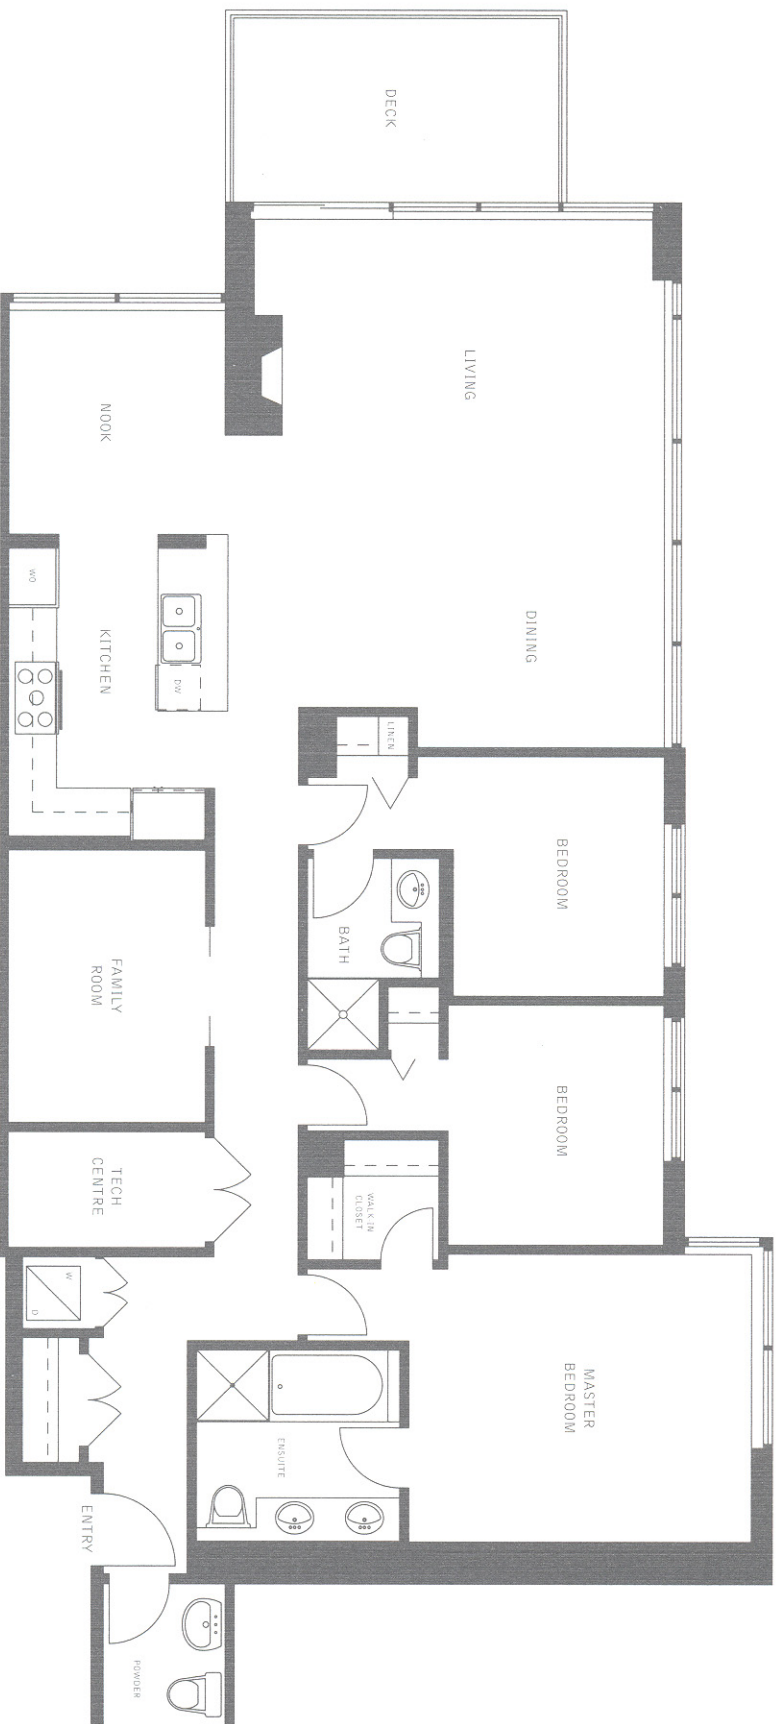 DECK
LIVING
NOOK
DINING
WO
KITCHEN
DW
LINEN
BEDROOM
BATH
FAMILY
ROOM
BEDROOM
TECH
CENTRE
WALK IN
CLOSET
W
D
MASTER
BEDROOM
ENSUITE
ENTRY
POWDER